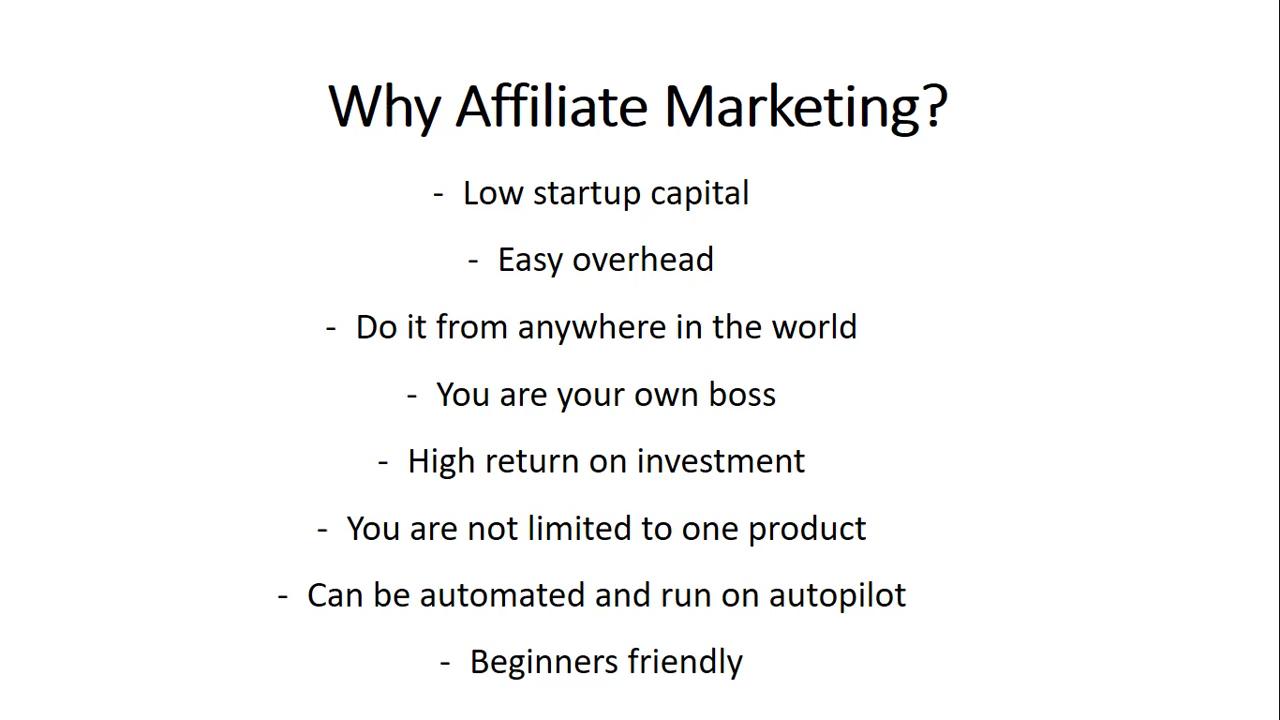 Why Affiliate Marketing?
- Low startup capital
- Easy overhead
- Do it from anywhere in the world
- You are your own boss
- High return on investment
- You are not limited to one product
- Can be automated and run on autopilot
- Beginners friendly